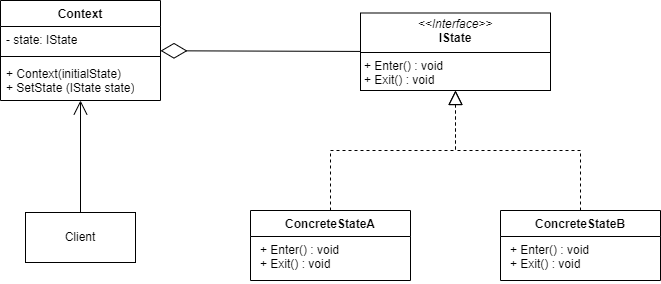 Context
- state: IState
+ Context(initialState)
+ SetState (IState state)
<<Interface>>
IState
+ Enter() : void
+ Exit() : void
Client
ConcreteStateA
+ Enter() : void
+ Exit() : void
ConcreteStateB
+ Enter() : void
+ Exit() : void